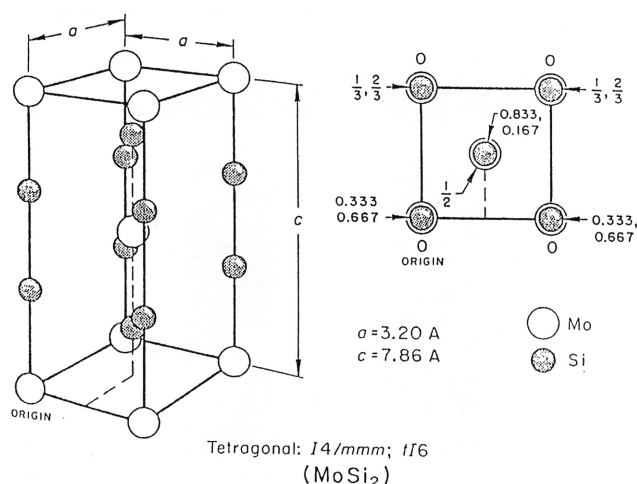 a
a
c
ORIGIN
O
O
1/3, 2/3
1/3, 2/3
0.833,
0.167
1/2
0.333
0.667
0.333,
0.667
O
O
ORIGIN
a = 3.20 A
c = 7.86 A
Mo
Si
Tetragonal: I4/mmm; tI6
(MoSi₂)